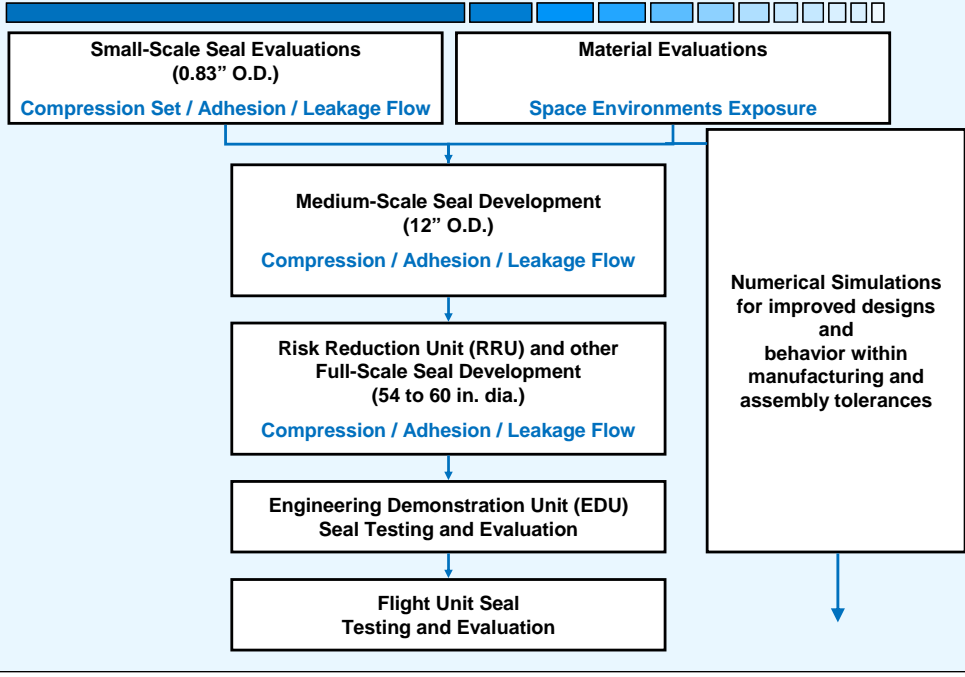 Small-Scale Seal Evaluations
(0.83” O.D.)
Compression Set / Adhesion / Leakage Flow
Material Evaluations
Space Environments Exposure
Medium-Scale Seal Development
(12” O.D.)
Compression / Adhesion / Leakage Flow
Risk Reduction Unit (RRU) and other
Full-Scale Seal Development
(54 to 60 in. dia.)
Compression / Adhesion / Leakage Flow
Engineering Demonstration Unit (EDU)
Seal Testing and Evaluation
Flight Unit Seal
Testing and Evaluation
Numerical Simulations
for improved designs
and
behavior within
manufacturing and
assembly tolerances